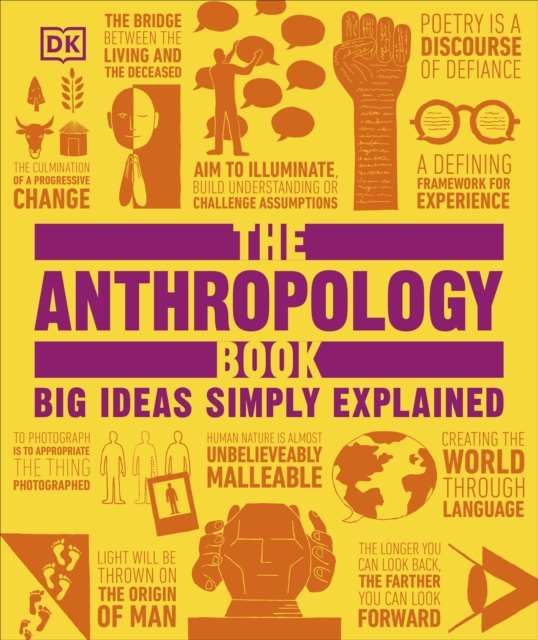 DK
THE BRIDGE
BETWEEN THE
LIVING AND
THE DECEASED
POETRY IS A
DISCOURSE
OF DEFIANCE
THE CULMINATION
OF A PROGRESSIVE
CHANGE
AIM TO ILLUMINATE,
BUILD UNDERSTANDING OR
CHALLENGE ASSUMPTIONS
A DEFINING
FRAMEWORK FOR
EXPERIENCE
THE
ANTHROPOLOGY
BOOK
BIG IDEAS SIMPLY EXPLAINED
TO PHOTOGRAPH
IS TO APPROPRIATE
THE THING
PHOTOGRAPHED
HUMAN NATURE IS ALMOST
UNBELIEVEABLY
MALLEABLE
CREATING THE
WORLD
THROUGH
LANGUAGE
LIGHT WILL BE
THROWN ON
THE ORIGIN
OF MAN
THE LONGER YOU
CAN LOOK BACK,
THE FARTHER
YOU CAN LOOK
FORWARD